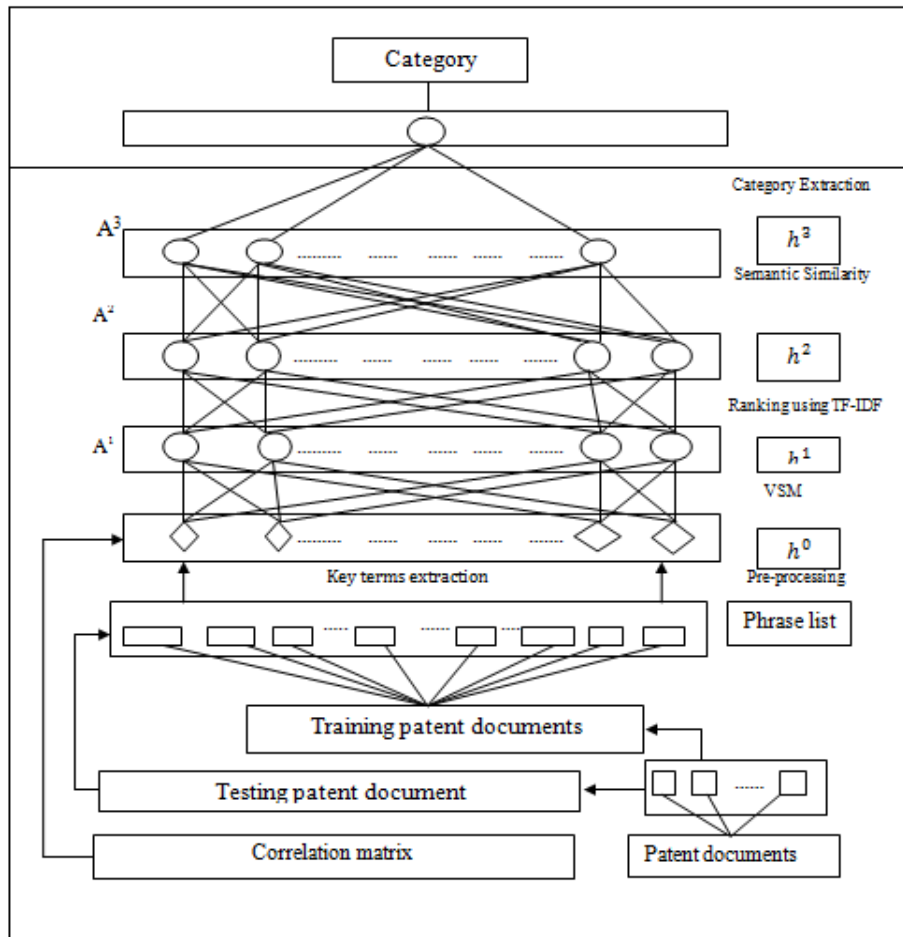 Category
Category Extraction
A³
h³
Semantic Similarity
A²
h²
Ranking using TF-IDF
A¹
h¹
VSM
h⁰
Key terms extraction
Pre-processing
Phrase list
Training patent documents
Testing patent document
Correlation matrix
Patent documents